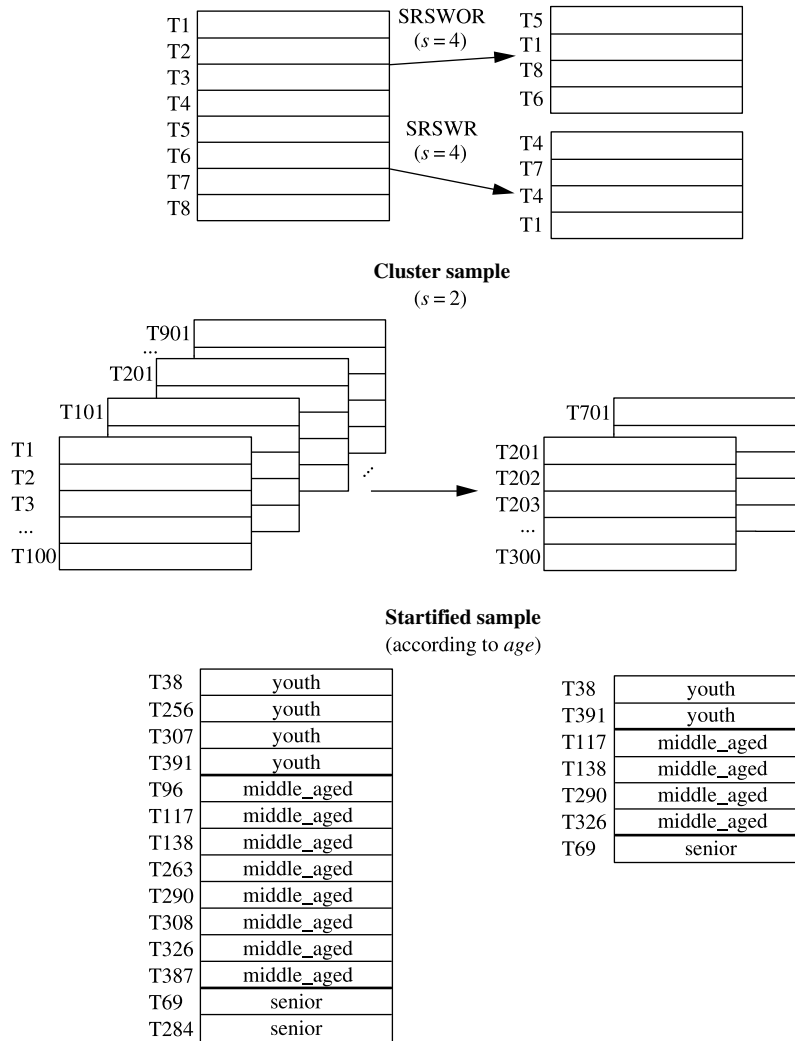 T1
T2
T3
T4
T5
T6
T7
T8
SRSWOR
(s = 4)
T5
T1
T8
T6
SRSWR
(s = 4)
T4
T7
T4
T1
Cluster sample
(s = 2)
T901
...
T201
T101
T1
T2
T3
...
T100
...
T701
T201
T202
T203
...
T300
Startified sample
(according to age)
T38 youth
T256 youth
T307 youth
T391 youth
T96 middle_aged
T117 middle_aged
T138 middle_aged
T263 middle_aged
T290 middle_aged
T308 middle_aged
T326 middle_aged
T387 middle_aged
T69 senior
T284 senior
T38 youth
T391 youth
T117 middle_aged
T138 middle_aged
T290 middle_aged
T326 middle_aged
T69 senior